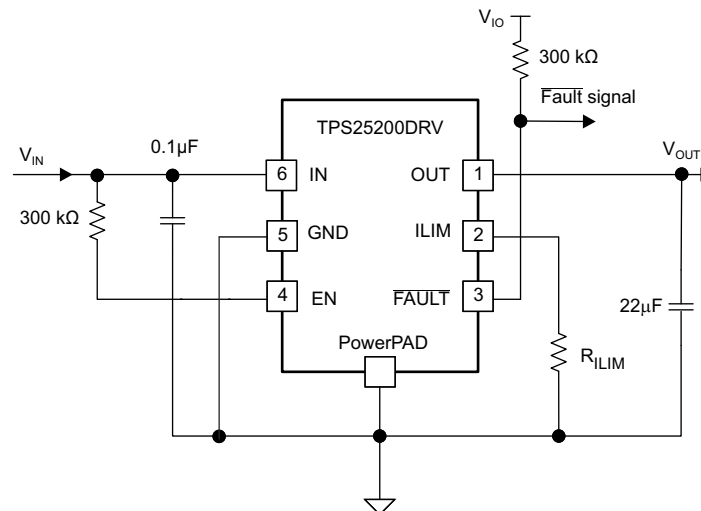 V_IO
300 kΩ
Fault signal
TPS25200DRV
0.1µF
V_IN
V_OUT
6
IN
OUT
1
300 kΩ
5
GND
ILIM
2
4
EN
FAULT
3
22µF
PowerPAD
R_ILIM